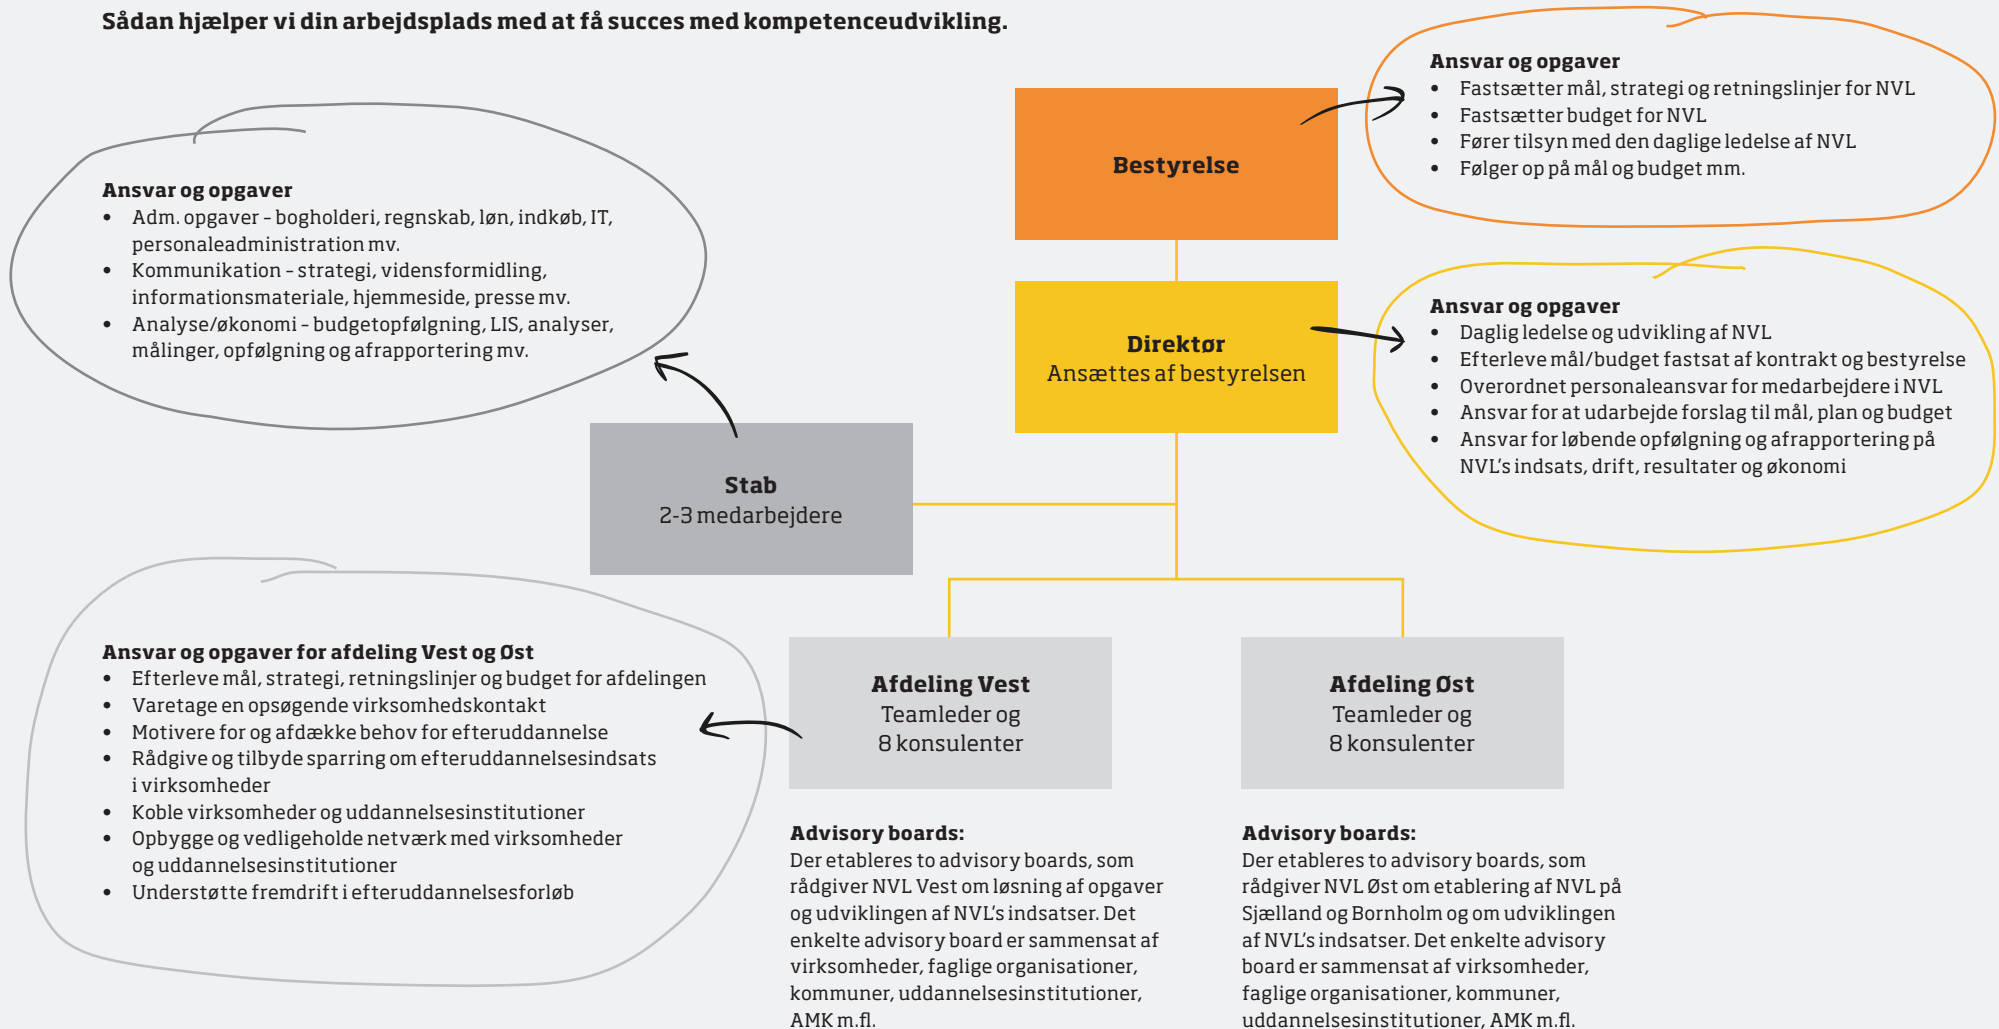 Sådan hjælper vi din arbejdsplads med at få succes med kompetenceudvikling.
Bestyrelse
Ansvar og opgaver
• Fastsætter mål, strategi og retningslinjer for NVL
• Fastsætter budget for NVL
• Fører tilsyn med den daglige ledelse af NVL
• Følger op på mål og budget mm.
Direktør
Ansættes af bestyrelsen
Ansvar og opgaver
• Daglig ledelse og udvikling af NVL
• Efterleve mål/budget fastsat af kontrakt og bestyrelse
• Overordnet personaleansvar for medarbejdere i NVL
• Ansvar for at udarbejde forslag til mål, plan og budget
• Ansvar for løbende opfølgning og afrapportering på
NVL's indsats, drift, resultater og økonomi
Ansvar og opgaver
• Adm. opgaver – bogholderi, regnskab, løn, indkøb, IT,
personaleadministration mv.
• Kommunikation – strategi, vidensformidling,
informationsmateriale, hjemmeside, presse mv.
• Analyse/økonomi – budgetopfølgning, LIS, analyser,
målinger, opfølgning og afrapportering mv.
Stab
2-3 medarbejdere
Ansvar og opgaver for afdeling Vest og Øst
• Efterleve mål, strategi, retningslinjer og budget for afdelingen
• Varetage en opsøgende virksomhedskontakt
• Motivere for og afdække behov for efteruddannelse
• Rådgive og tilbyde sparring om efteruddannelsesindsats
i virksomheder
• Koble virksomheder og uddannelsesinstitutioner
• Opbygge og vedligeholde netværk med virksomheder
og uddannelsesinstitutioner
• Understøtte fremdrift i efteruddannelsesforløb
Afdeling Vest
Teamleder og
8 konsulenter
Advisory boards:
Der etableres to advisory boards, som
rådgiver NVL Vest om løsning af opgaver
og udviklingen af NVL's indsatser. Det
enkelte advisory board er sammensat af
virksomheder, faglige organisationer,
kommuner, uddannelsesinstitutioner,
AMK m.fl.
Afdeling Øst
Teamleder og
8 konsulenter
Advisory boards:
Der etableres to advisory boards, som
rådgiver NVL Øst om etablering af NVL på
Sjælland og Bornholm og om udviklingen
af NVL's indsatser. Det enkelte advisory
board er sammensat af virksomheder,
faglige organisationer, kommuner,
uddannelsesinstitutioner, AMK m.fl.